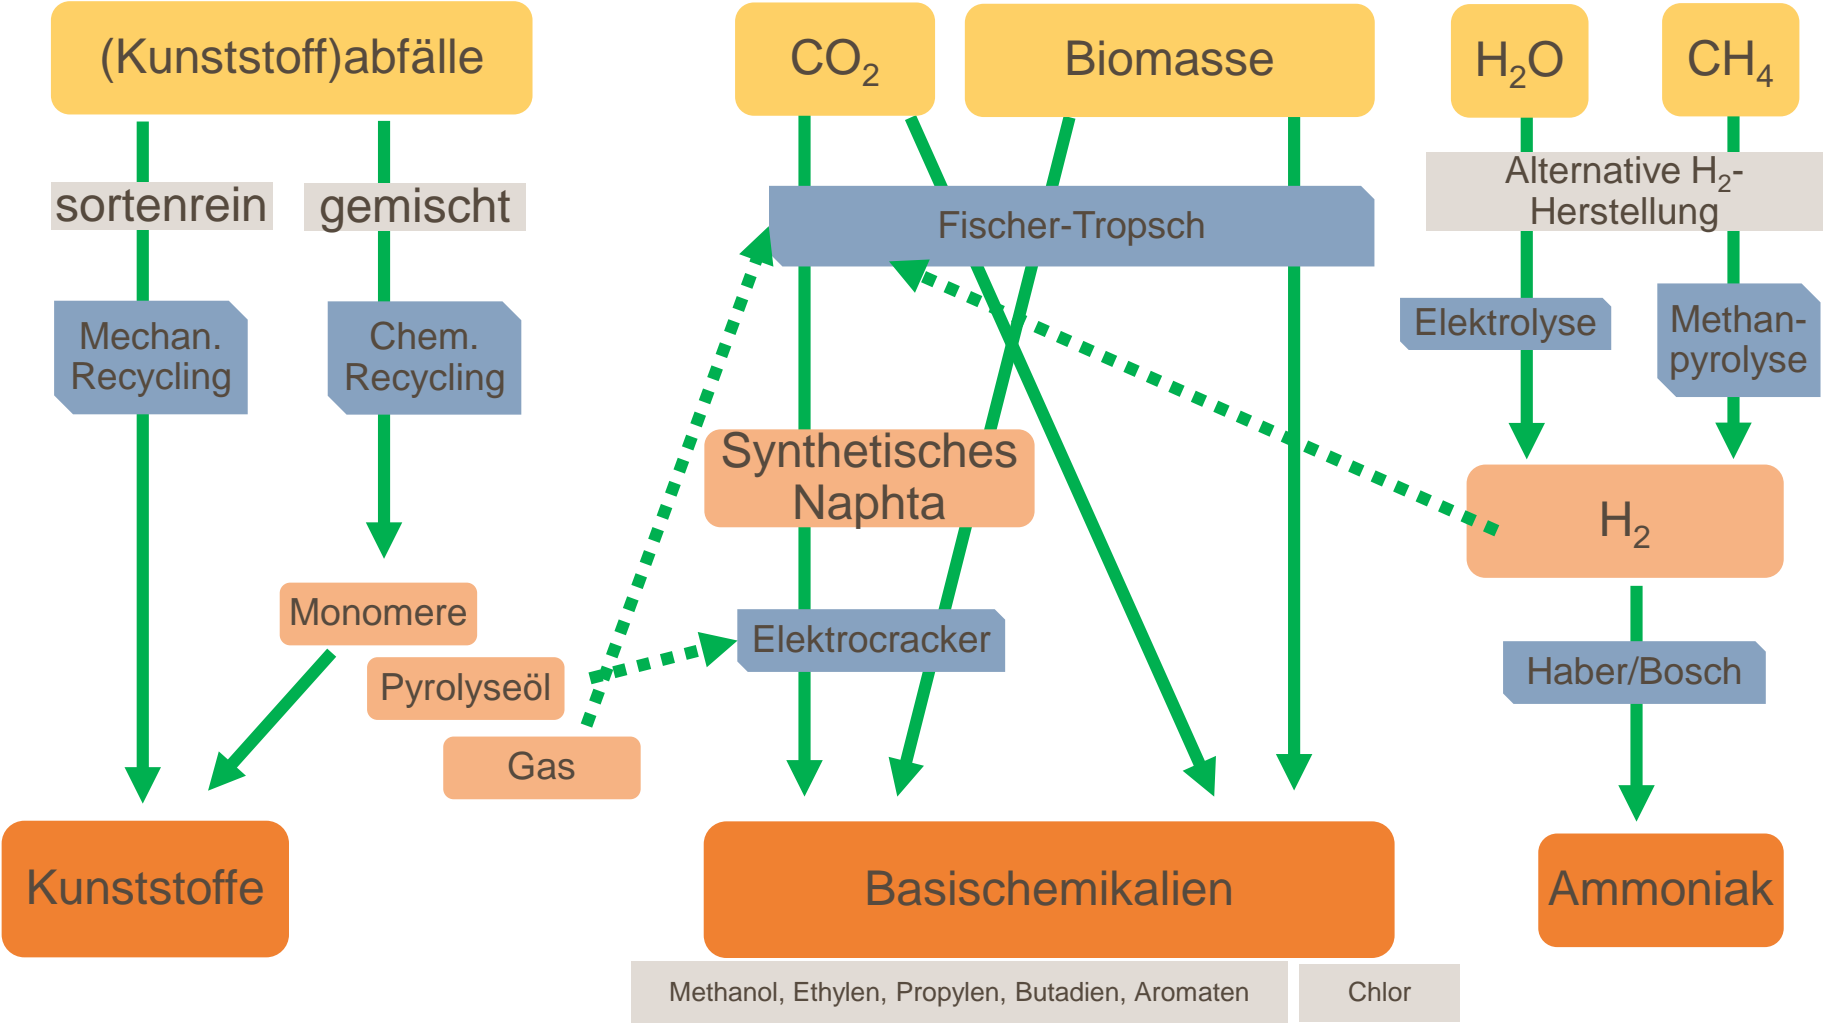 (Kunststoff)abfälle
CO₂
Biomasse
H₂O
CH₄
sortenrein
gemischt
Fischer-Tropsch
Alternative H₂-
Herstellung
Mechan.
Recycling
Chem.
Recycling
Elektrolyse
Methan-
pyrolyse
Synthetisches
Naphta
H₂
Monomere
Pyrolyseöl
Gas
Elektrocracker
Haber/Bosch
Kunststoffe
Basischemikalien
Ammoniak
Methanol, Ethylen, Propylen, Butadien, Aromaten
Chlor